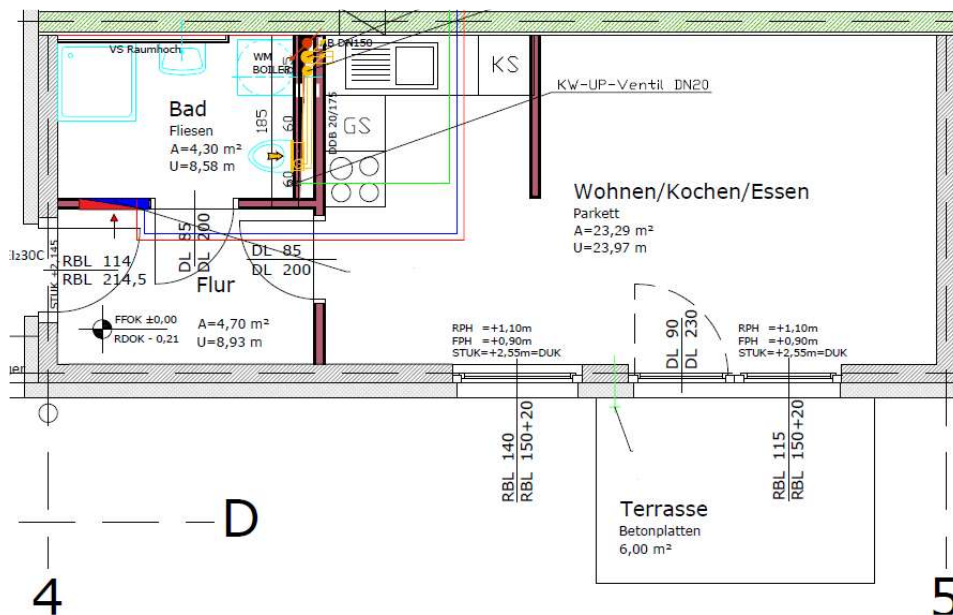 VS Raumhoch
WM
BOILER
AB DN150
KS
KW-UP-Ventil DN20
Bad
Fliesen
A=4,30 m²
U=8,58 m
185
60
60
DDB 20/175
GS
Wohnen/Kochen/Essen
Parkett
A=23,29 m²
U=23,97 m
DL 85
DL 200
DL 85
DL 200
RBL 114
RBL 214,5
STUK +2,145
Flur
FFOK ±0,00
RDOK - 0,21
A=4,70 m²
U=8,93 m
RPH =+1,10m
FPH =+0,90m
STUK=+2,55m=DUK
DL 90
DL 230
RPH =+1,10m
FPH =+0,90m
STUK=+2,55m=DUK
RBL 140
RBL 150+20
RBL 115
RBL 150+20
Terrasse
Betonplatten
6,00 m²
D
4
5